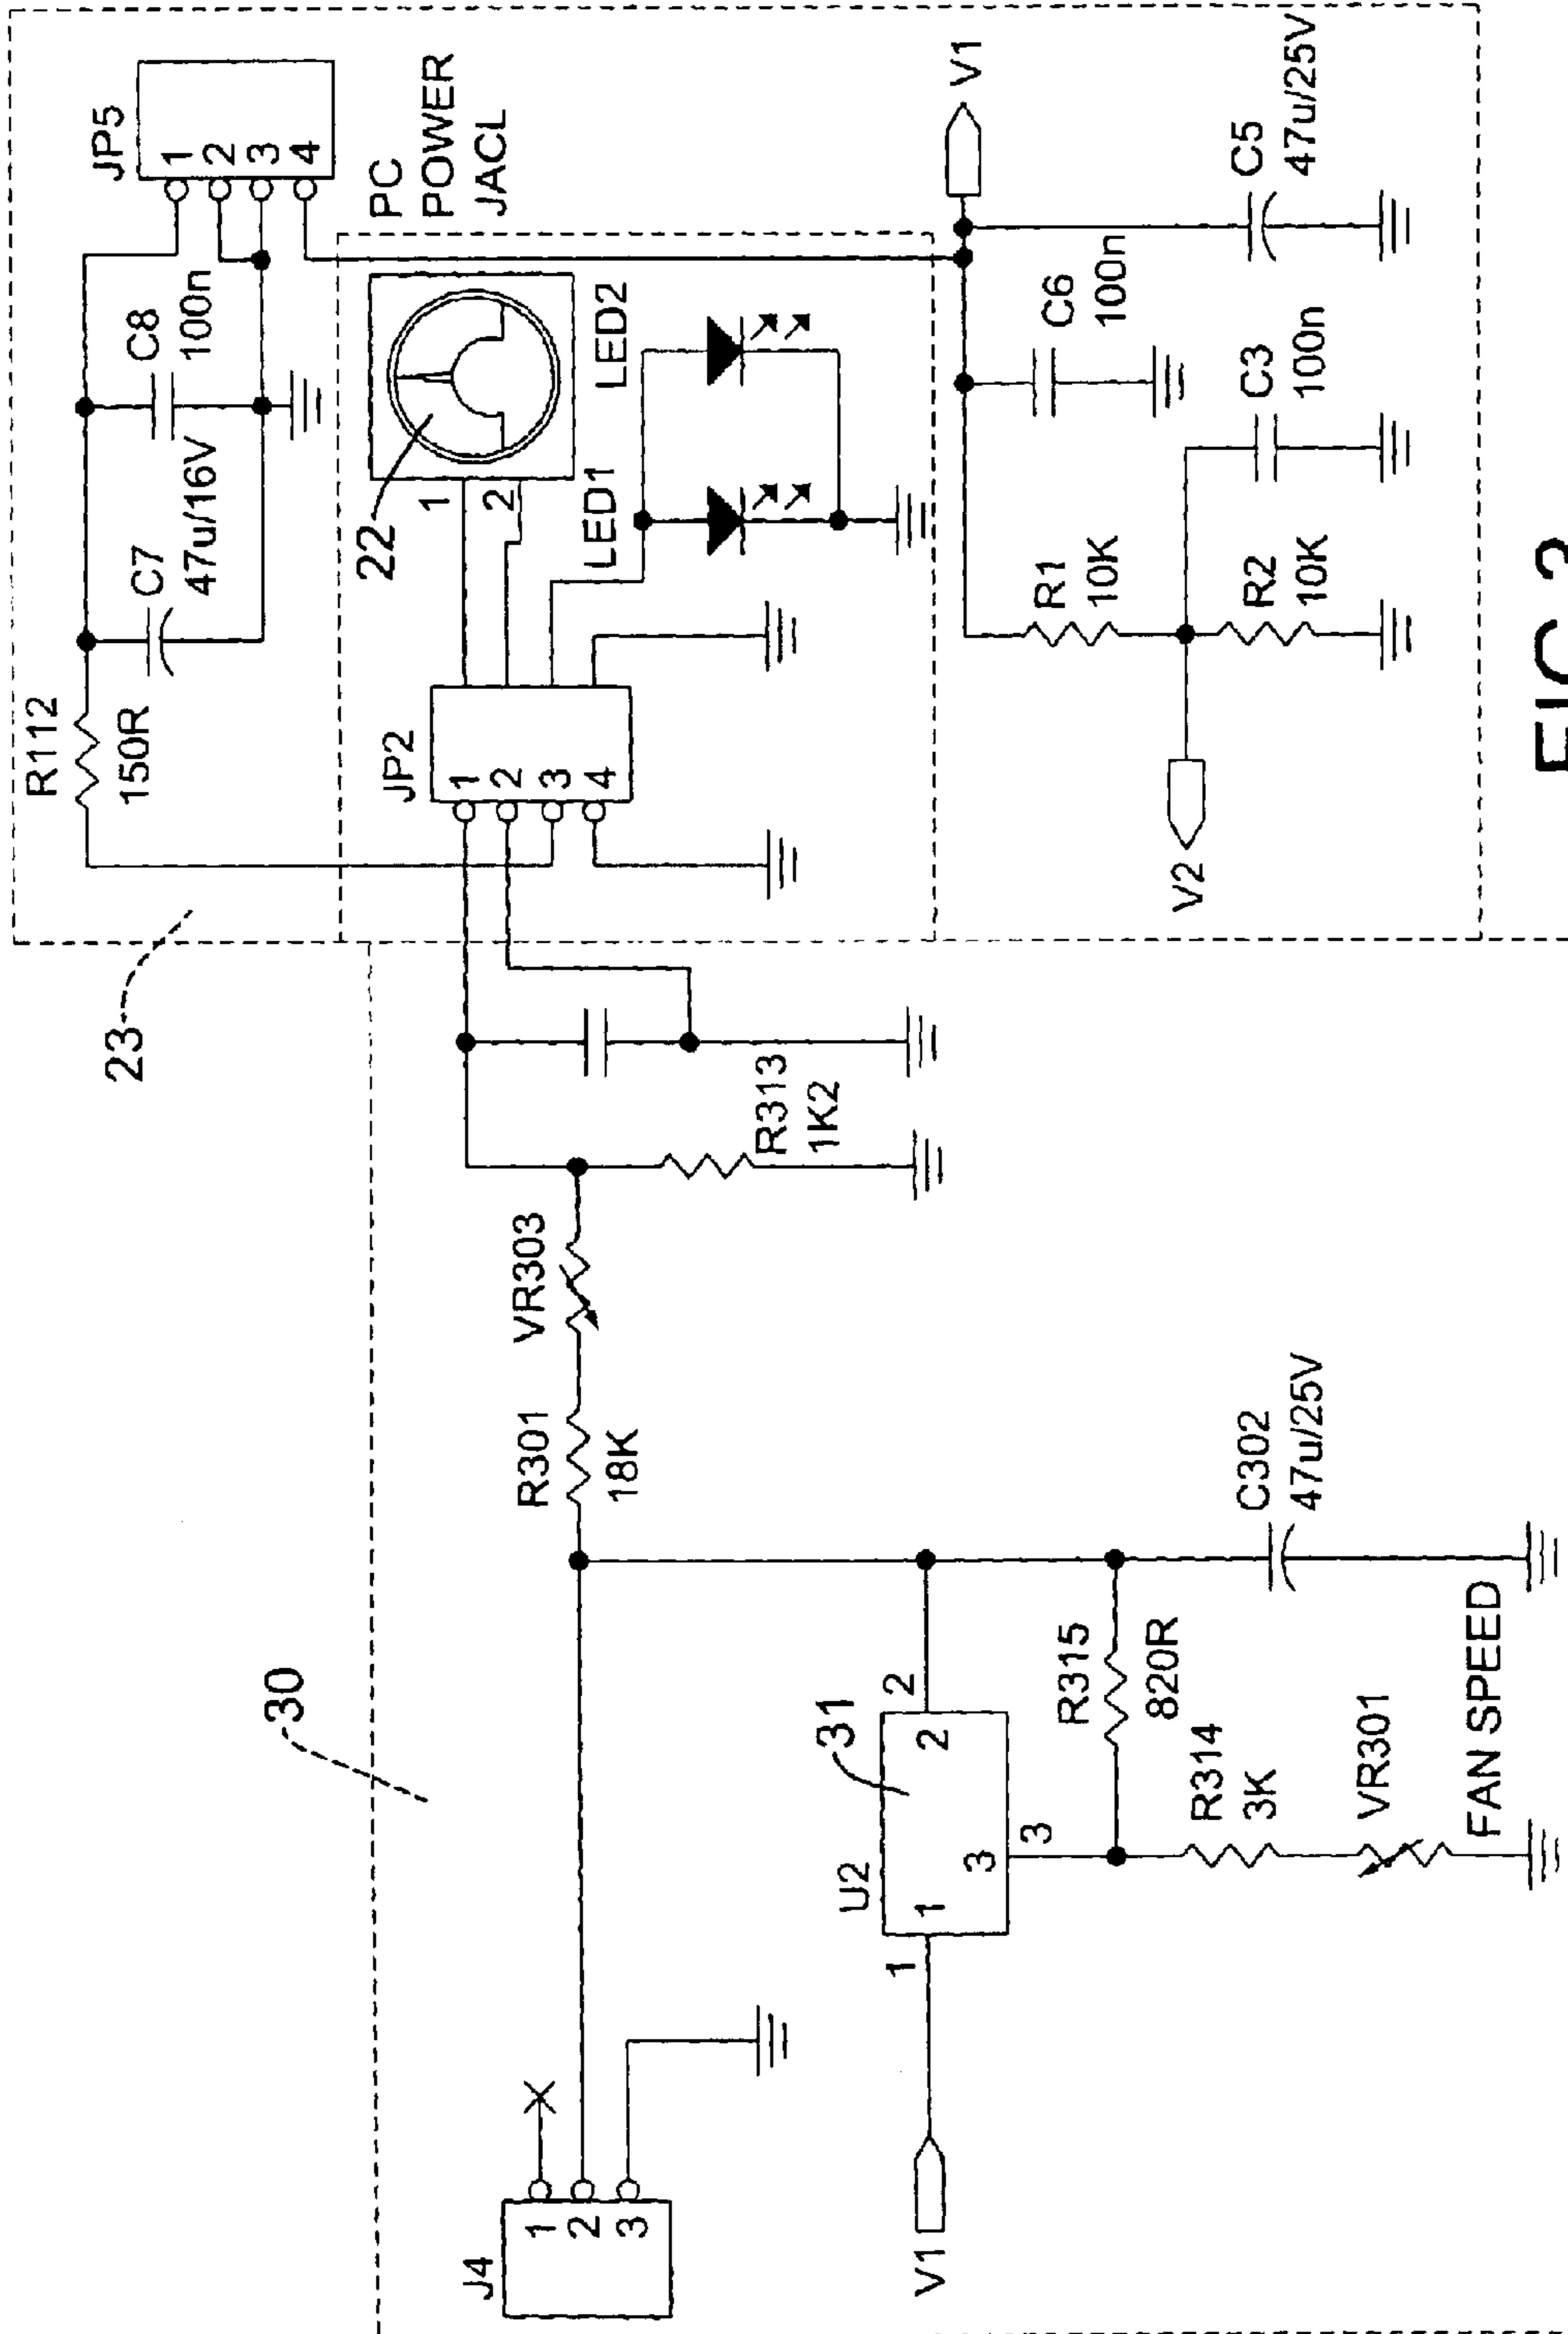 R112
150R
C7
47u/16V
C8
100n
JP5
1
2
3
4
PC
POWER
JACL
23
JP2
1
2
3
4
22
1
2
LED1
LED2
V1
C6
100n
C5
47u/25V
R1
10K
R2
10K
C3
100n
V2
30
J4
1
2
3
R301
18K
VR303
R313
1K2
V1
1
U2
1
2
3
31
2
3
R315
820R
R314
3K
VR301
FAN SPEED
C302
47u/25V